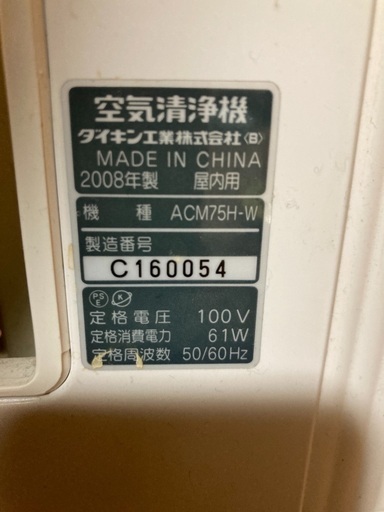 空気清浄機
ダイキン工業株式会社〈B〉
MADE IN CHINA
2008年製 屋内用
機種 ACM75H-W
製造番号
C160054
PSE K
定格電圧 100V
定格消費電力 61W
定格周波数 50/60Hz